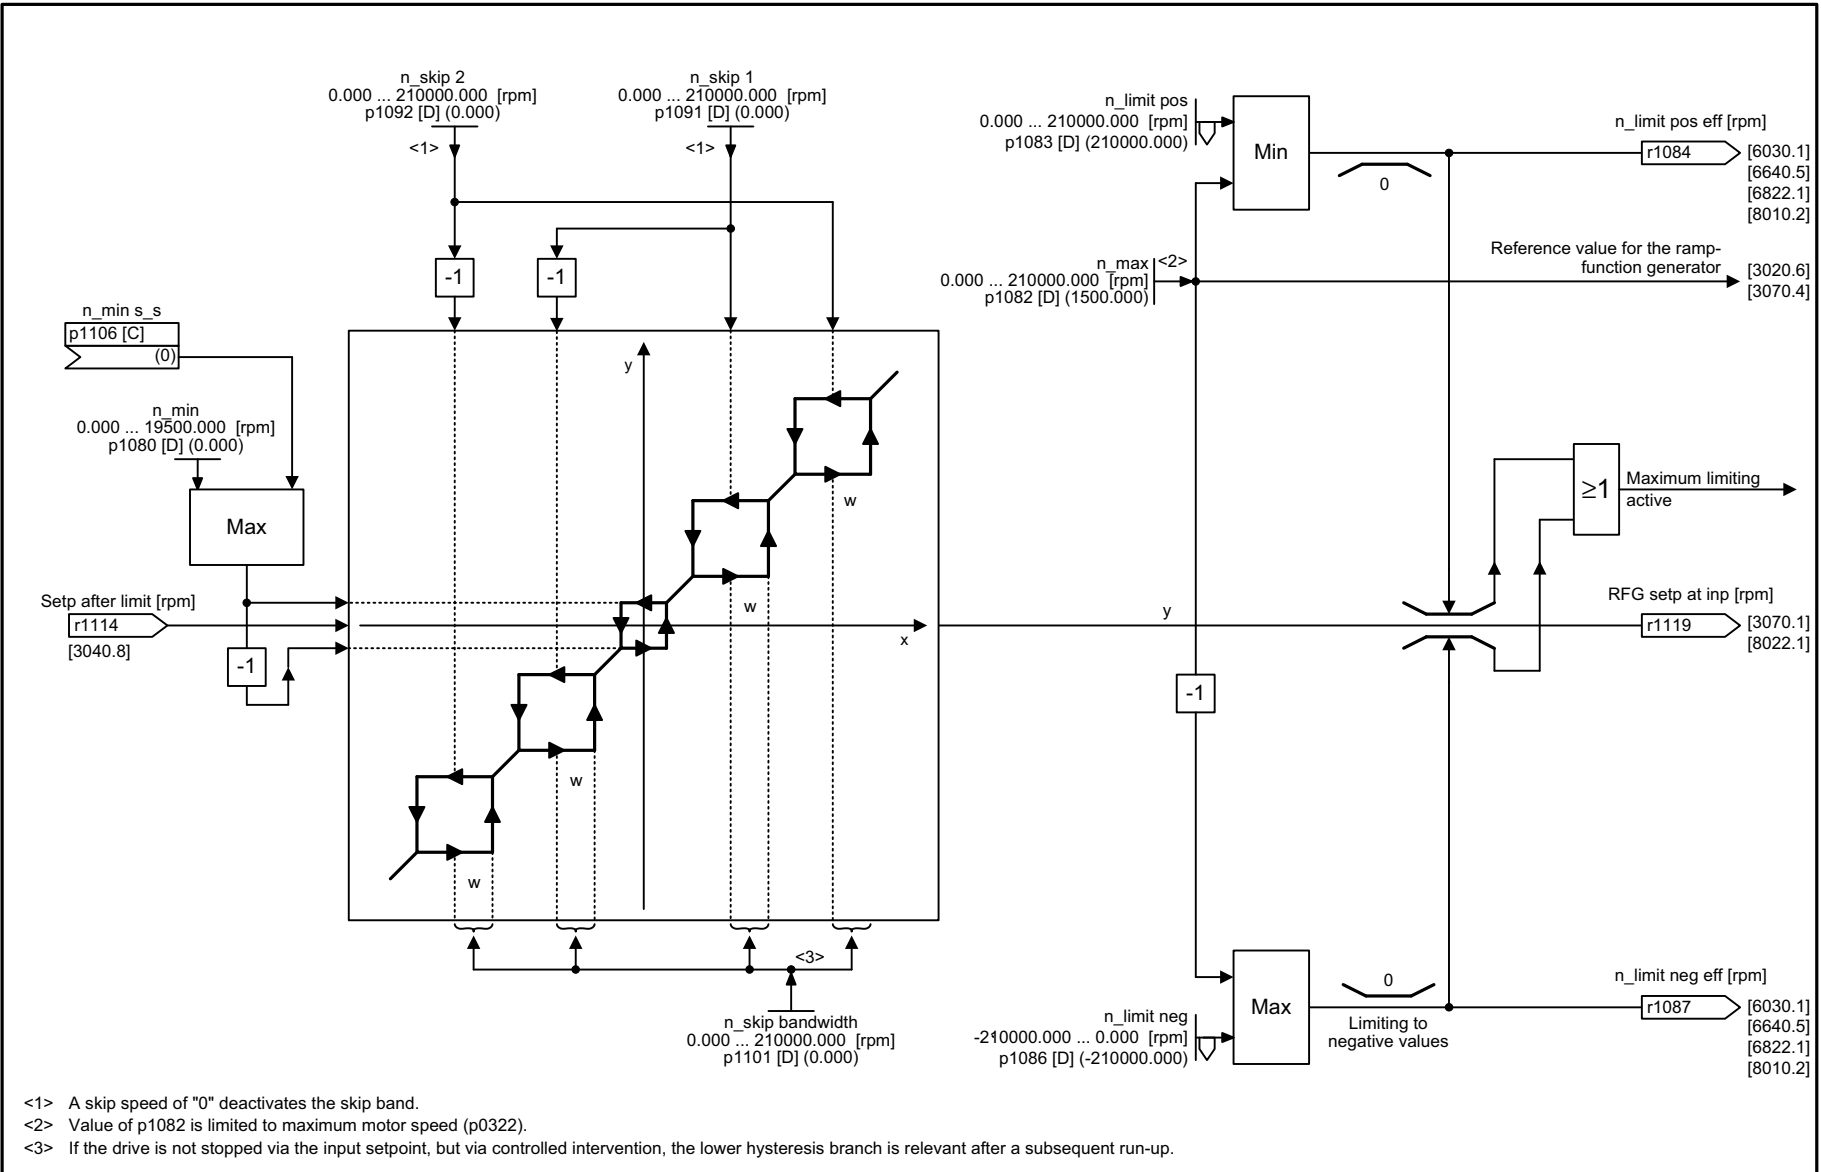 n_skip 2
0.000 ... 210000.000 [rpm]
p1092 [D] (0.000)
<1>
n_skip 1
0.000 ... 210000.000 [rpm]
p1091 [D] (0.000)
<1>
n_limit pos
0.000 ... 210000.000 [rpm]
p1083 [D] (210000.000)
Min
0
n_limit pos eff [rpm]
r1084
[6030.1]
[6640.5]
[6822.1]
[8010.2]
n_max
<2>
0.000 ... 210000.000 [rpm]
p1082 [D] (1500.000)
Reference value for the ramp-
function generator
[3020.6]
[3070.4]
-1
-1
n_min s_s
p1106 [C]
(0)
n_min
0.000 ... 19500.000 [rpm]
p1080 [D] (0.000)
Max
y
w
w
≥1
Maximum limiting
active
Setp after limit [rpm]
r1114
[3040.8]
-1
x
y
RFG setp at inp [rpm]
r1119
[3070.1]
[8022.1]
-1
w
w
<3>
n_skip bandwidth
0.000 ... 210000.000 [rpm]
p1101 [D] (0.000)
n_limit neg
-210000.000 ... 0.000 [rpm]
p1086 [D] (-210000.000)
Max
0
Limiting to
negative values
n_limit neg eff [rpm]
r1087
[6030.1]
[6640.5]
[6822.1]
[8010.2]
<1> A skip speed of "0" deactivates the skip band.
<2> Value of p1082 is limited to maximum motor speed (p0322).
<3> If the drive is not stopped via the input setpoint, but via controlled intervention, the lower hysteresis branch is relevant after a subsequent run-up.